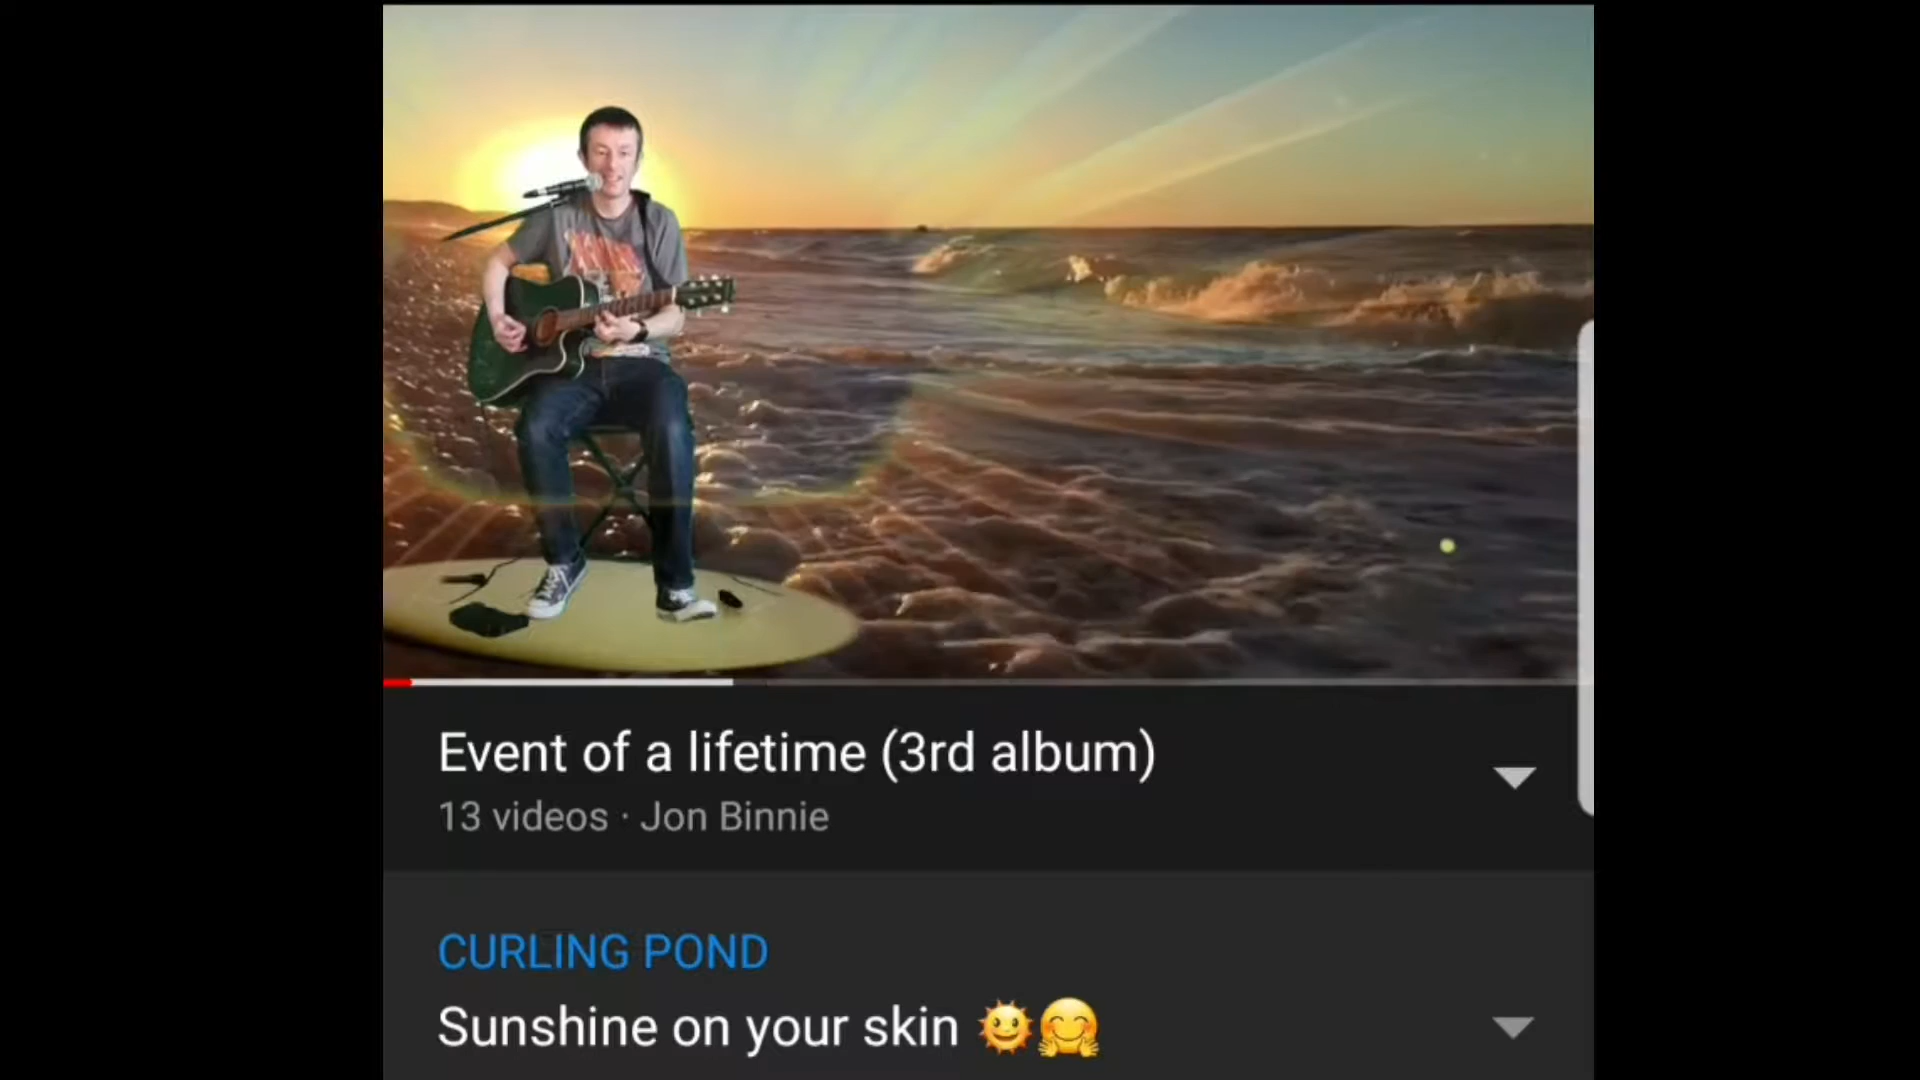 Event of a lifetime (3rd album)
13 videos · Jon Binnie
CURLING POND
Sunshine on your skin 🌞🤗